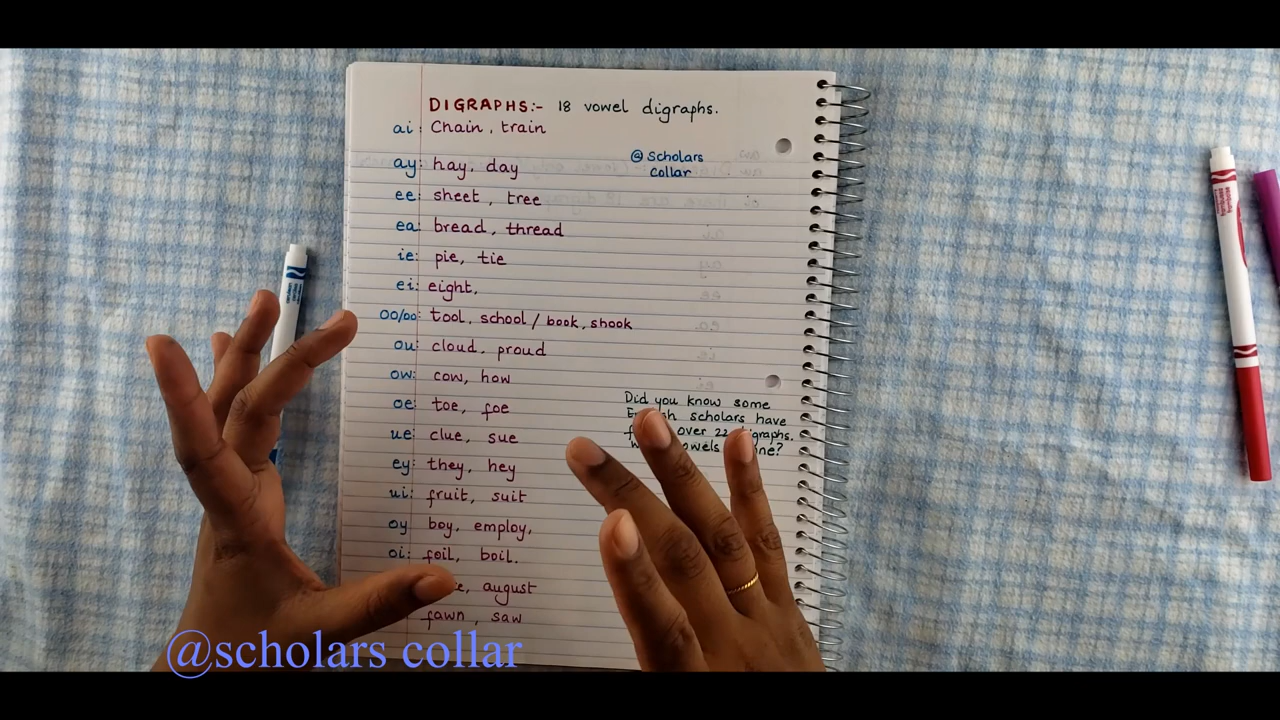 DIGRAPHS:- 18 vowel digraphs.
ai: Chain, train
ay: hay, day
@ Scholars
collar
ee: sheet, tree
ea: bread, thread
ie: pie, tie
ei: eight,
oo/oo: tool, school / book, shook
ou: cloud, proud
ow: cow, how
oe: toe, foe
ue: clue, sue
ey: they, hey
ui: fruit, suit
oy boy, employ,
oi: foil, boil.
august
fawn, saw
Did you know some
scholars have
over 22
@scholars collar